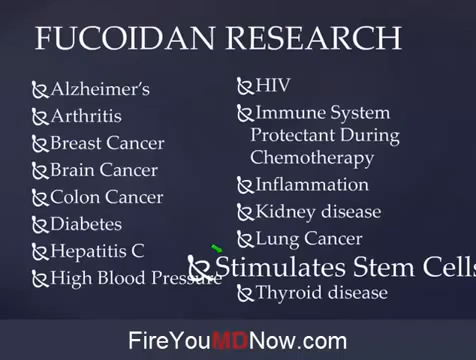 FUCOIDAN RESEARCH
Alzheimer's
Arthritis
Breast Cancer
Brain Cancer
Colon Cancer
Diabetes
Hepatitis C
High Blood Pressure
HIV
Immune System
Protectant During
Chemotherapy
Inflammation
Kidney disease
Lung Cancer
Stimulates Stem Cells
Thyroid disease
FireYouMDNow.com